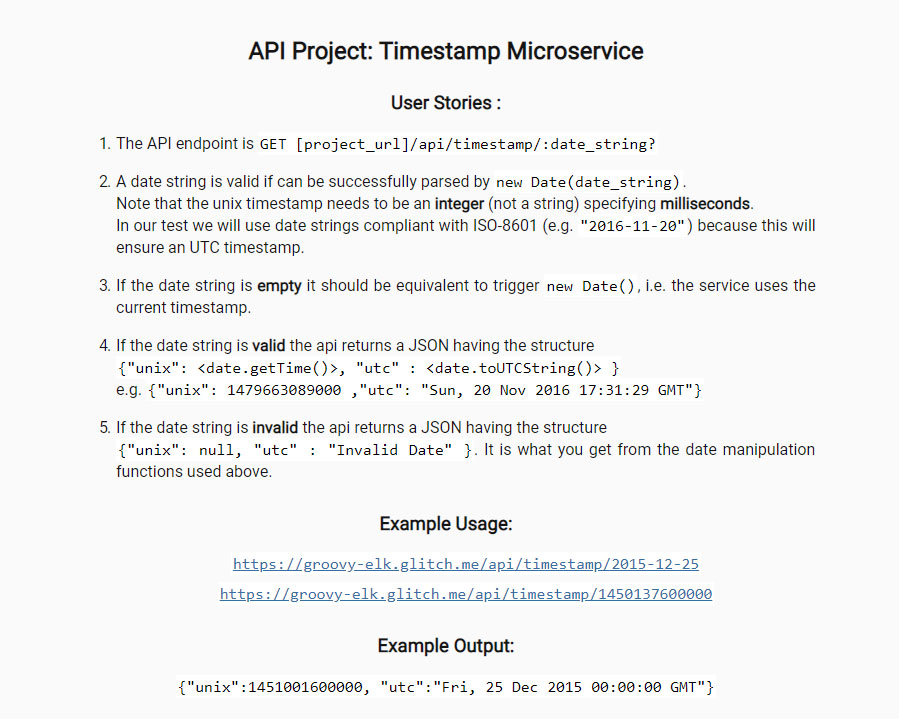 API Project: Timestamp Microservice
User Stories :
1. The API endpoint is GET [project_url]/api/timestamp/:date_string?
2. A date string is valid if can be successfully parsed by new Date(date_string).
Note that the unix timestamp needs to be an integer (not a string) specifying milliseconds.
In our test we will use date strings compliant with ISO-8601 (e.g. "2016-11-20") because this will
ensure an UTC timestamp.
3. If the date string is empty it should be equivalent to trigger new Date(), i.e. the service uses the
current timestamp.
4. If the date string is valid the api returns a JSON having the structure
{"unix": <date.getTime()>, "utc" : <date.toUTCString()> }
e.g. {"unix": 1479663089000 ,"utc": "Sun, 20 Nov 2016 17:31:29 GMT"}
5. If the date string is invalid the api returns a JSON having the structure
{"unix": null, "utc" : "Invalid Date" }. It is what you get from the date manipulation
functions used above.
Example Usage:
https://groovy-elk.glitch.me/api/timestamp/2015-12-25
https://groovy-elk.glitch.me/api/timestamp/1450137600000
Example Output:
{"unix":1451001600000, "utc":"Fri, 25 Dec 2015 00:00:00 GMT"}